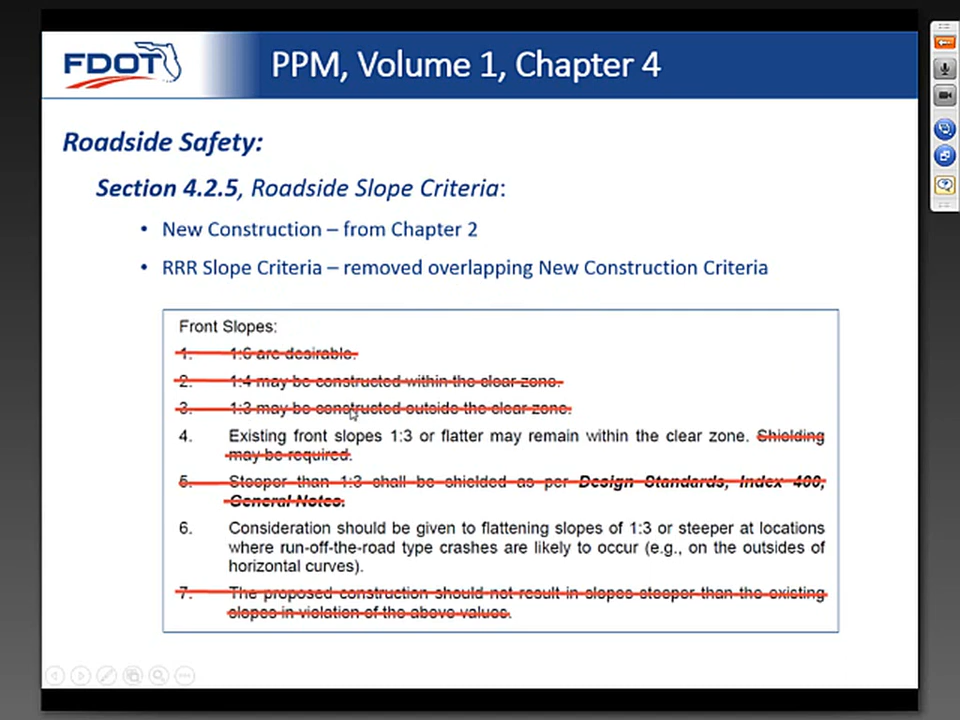 FDOT
PPM, Volume 1, Chapter 4
Roadside Safety:
Section 4.2.5, Roadside Slope Criteria:
• New Construction – from Chapter 2
• RRR Slope Criteria – removed overlapping New Construction Criteria
Front Slopes:
1. 1:6 are desirable.
2. 1:4 may be constructed within the clear zone.
3. 1:3 may be constructed outside the clear zone.
4. Existing front slopes 1:3 or flatter may remain within the clear zone. Shielding
may be required.
5. Steeper than 1:3 shall be shielded as per Design Standards, Index 400,
General Notes.
6. Consideration should be given to flattening slopes of 1:3 or steeper at locations
where run-off-the-road type crashes are likely to occur (e.g., on the outsides of
horizontal curves).
7. The proposed construction should not result in slopes steeper than the existing
slopes in violation of the above values.